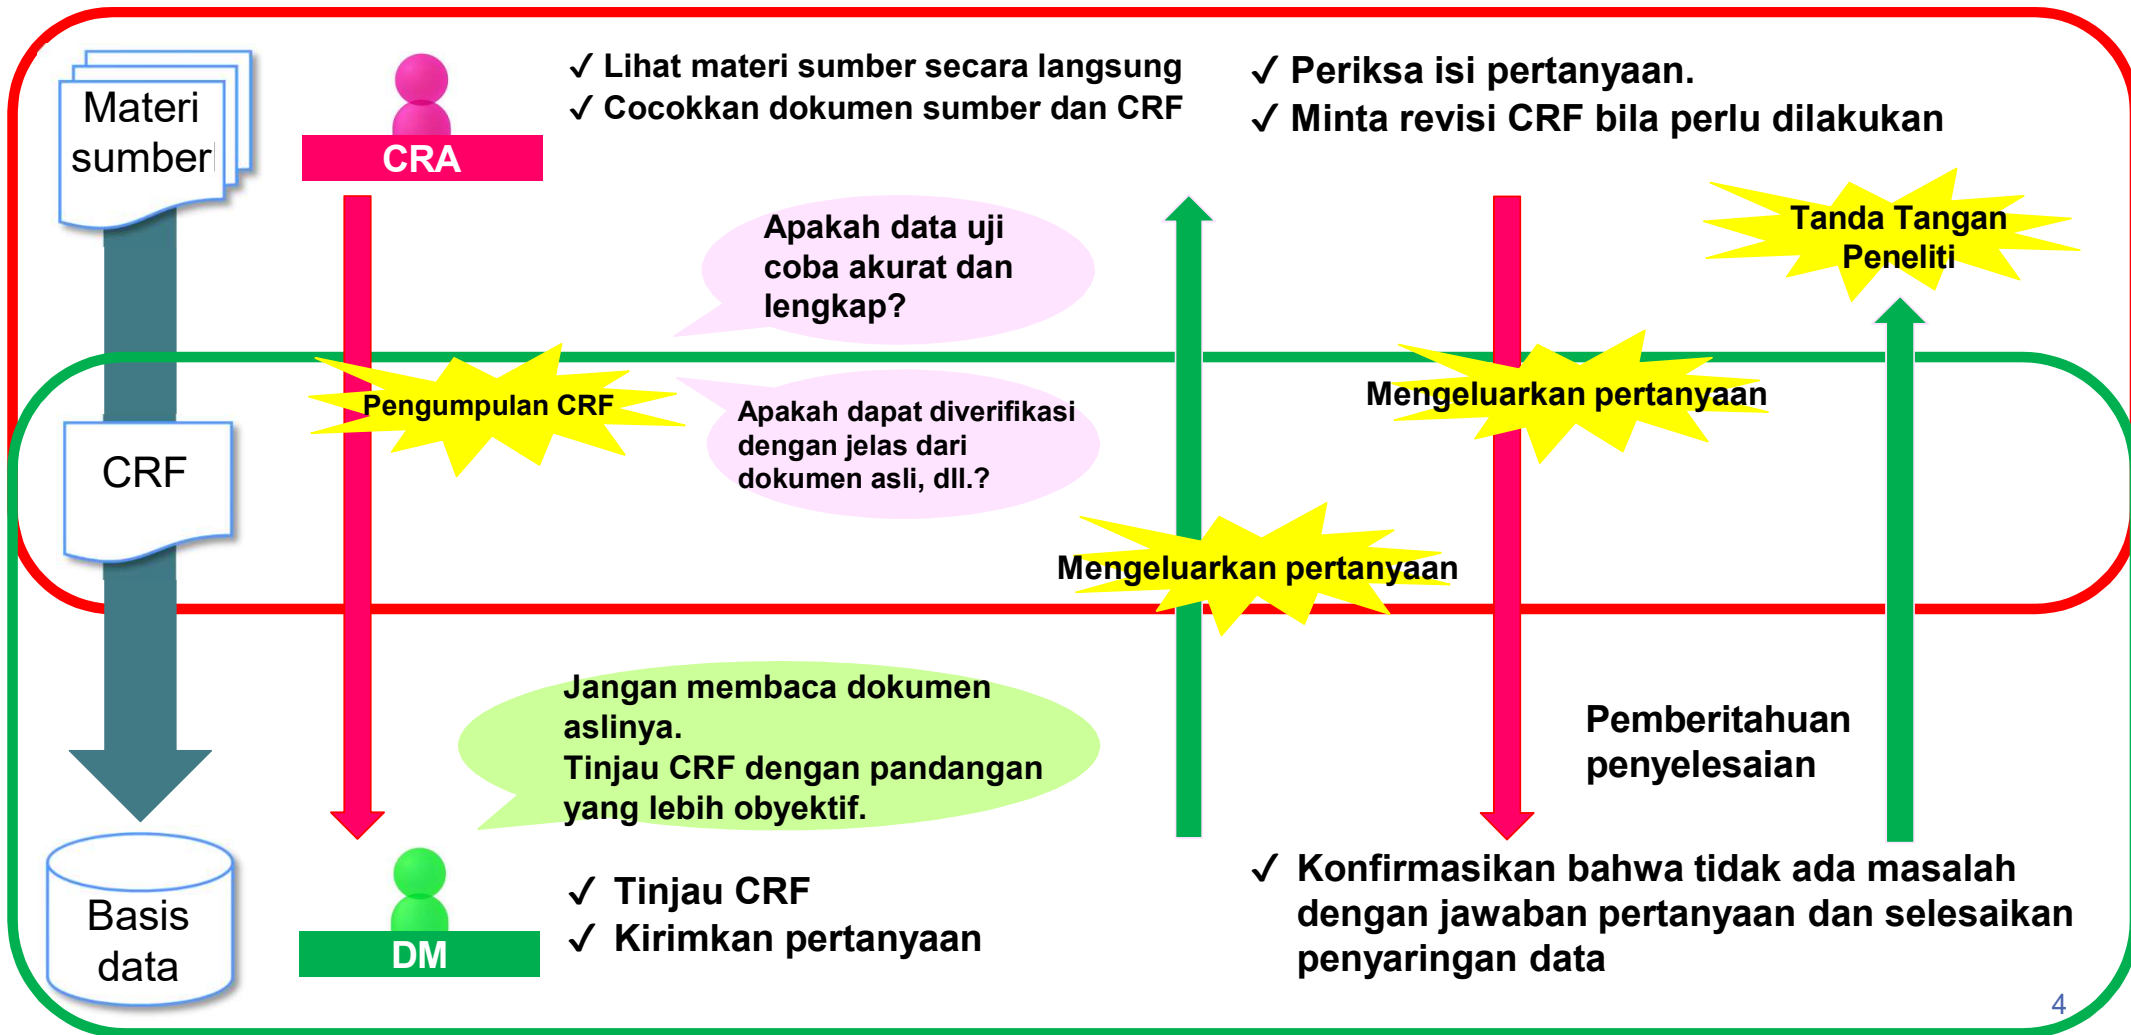 Materi
sumber
CRA
✓ Lihat materi sumber secara langsung
✓ Cocokkan dokumen sumber dan CRF
✓ Periksa isi pertanyaan.
✓ Minta revisi CRF bila perlu dilakukan
Apakah data uji
coba akurat dan
lengkap?
Tanda Tangan
Peneliti
Pengumpulan CRF
Apakah dapat diverifikasi
dengan jelas dari
dokumen asli, dll.?
Mengeluarkan pertanyaan
CRF
Mengeluarkan pertanyaan
Jangan membaca dokumen
aslinya.
Tinjau CRF dengan pandangan
yang lebih obyektif.
Pemberitahuan
penyelesaian
Basis
data
DM
✓ Tinjau CRF
✓ Kirimkan pertanyaan
✓ Konfirmasikan bahwa tidak ada masalah
dengan jawaban pertanyaan dan selesaikan
penyaringan data
4